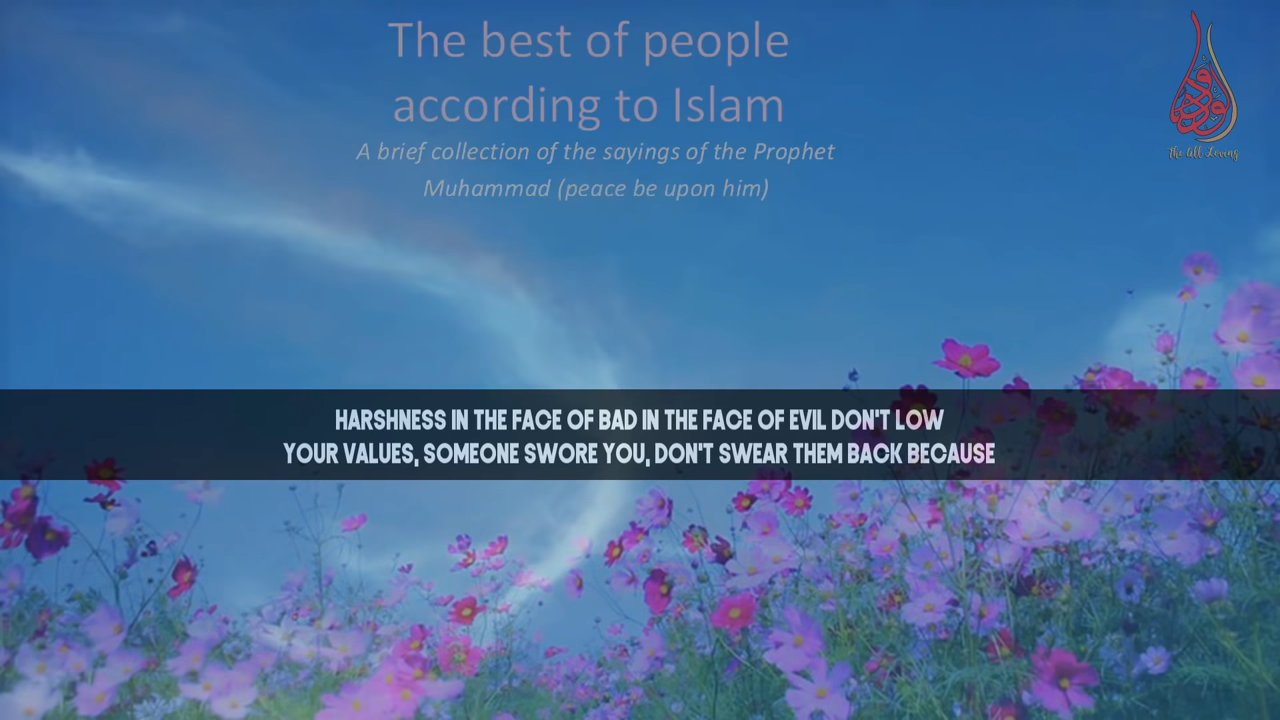 The best of people
according to Islam
A brief collection of the sayings of the Prophet
Muhammad (peace be upon him)
The All Loving
HARSHNESS IN THE FACE OF BAD IN THE FACE OF EVIL DON'T LOW
YOUR VALUES, SOMEONE SWORE YOU, DON'T SWEAR THEM BACK BECAUSE